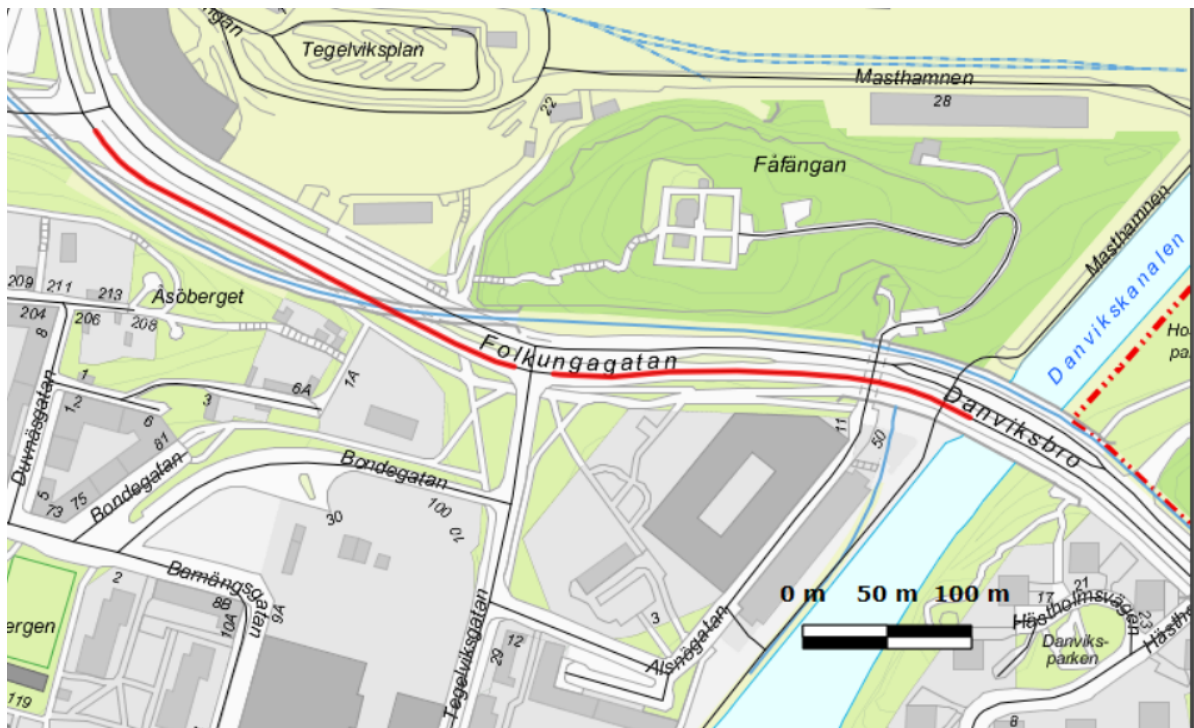 Tegelviksplan
Masthamnen
28
22
Fåfängan
Masthamnen
Danvikskanalen
209
211
213
Åsöberget
204
206
208
8
Folkungagatan
Danviksbro
1
2
1
3
6A
1A
6
81
11
50
Duvnäsgatan
Bondegatan
Bondegatan
5
75
73
100
10
30
Barnängsgatan
2
8B
10A
9A
0 m 50 m 100 m
17
21
23
Hästholmsvägen
Danviks-
parken
3
Alsnögatan
12
29
Tegelviksgatan
119
8